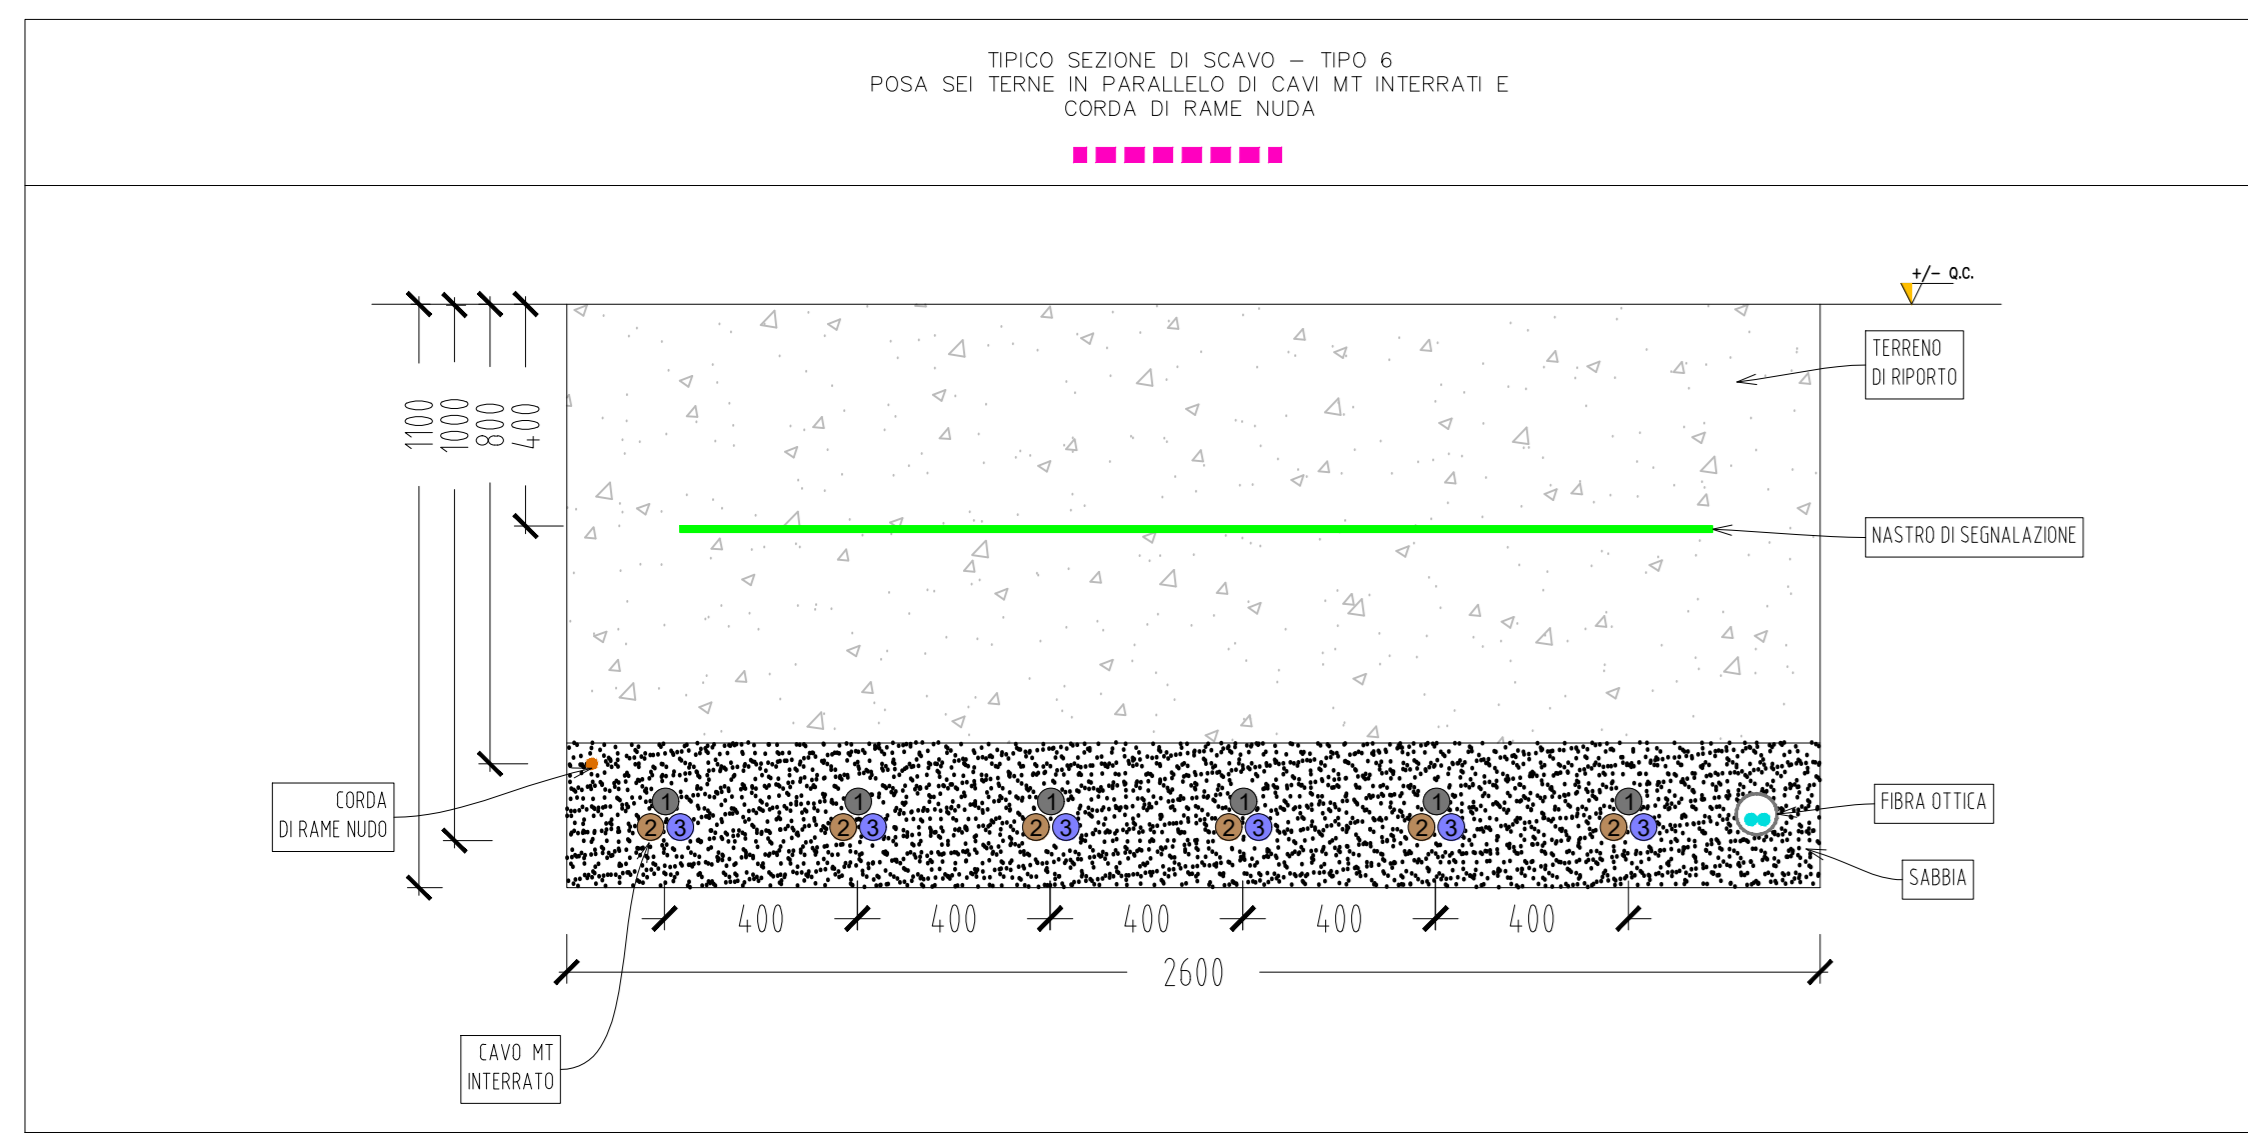 TIPICO SEZIONE DI SCAVO – TIPO 6
POSA SEI TERNE IN PARALLELO DI CAVI MT INTERRATI E
CORDA DI RAME NUDA
+/- Q.C.
TERRENO
DI RIPORTO
1100
1000
800
400
NASTRO DI SEGNALAZIONE
CORDA
DI RAME NUDO
1 1 1 1 1 1
2 3 2 3 2 3 2 3 2 3 2 3
FIBRA OTTICA
SABBIA
400 400 400 400 400
2600
CAVO MT
INTERRATO